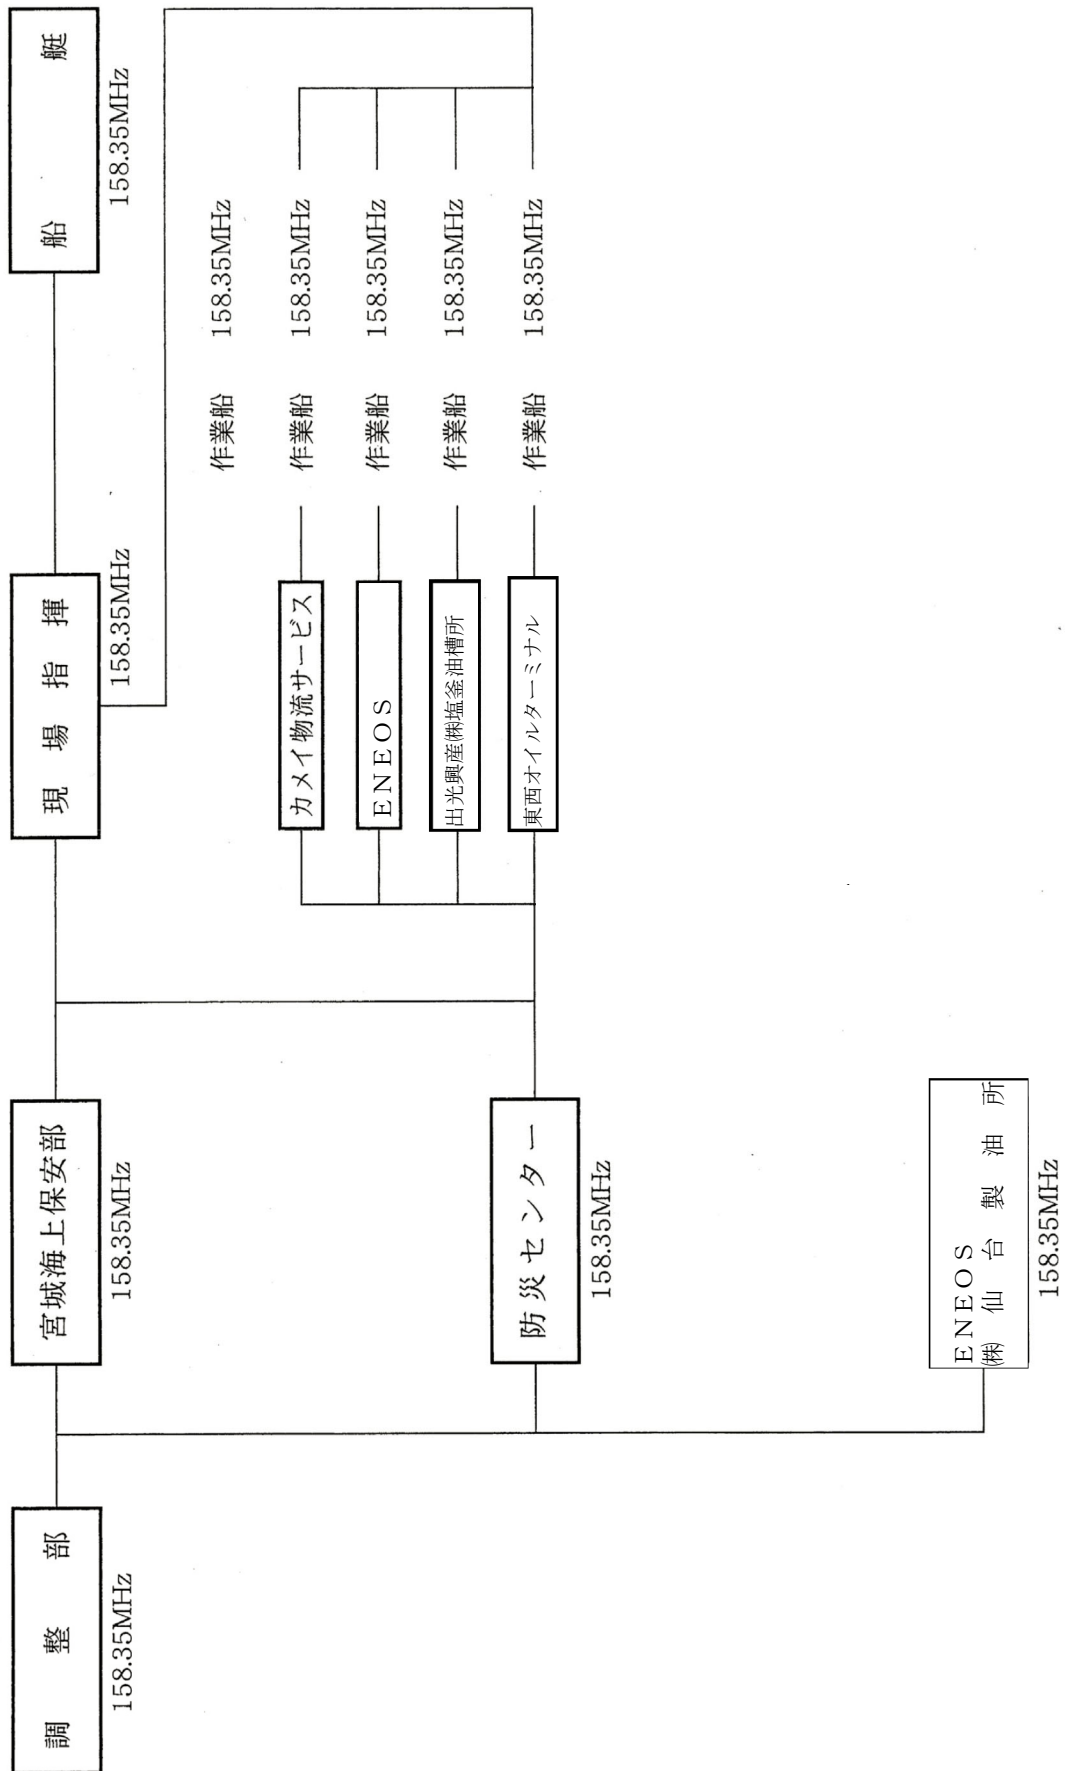 調整部
158.35MHz
宮城海上保安部
158.35MHz
現場指揮
158.35MHz
船艇
158.35MHz
作業船 158.35MHz
カメイ物流サービス 作業船 158.35MHz
ENEOS 作業船 158.35MHz
出光興産㈱塩釜油槽所 作業船 158.35MHz
東西オイルターミナル 作業船 158.35MHz
防災センター
158.35MHz
ENEOS
㈱仙台製油所
158.35MHz